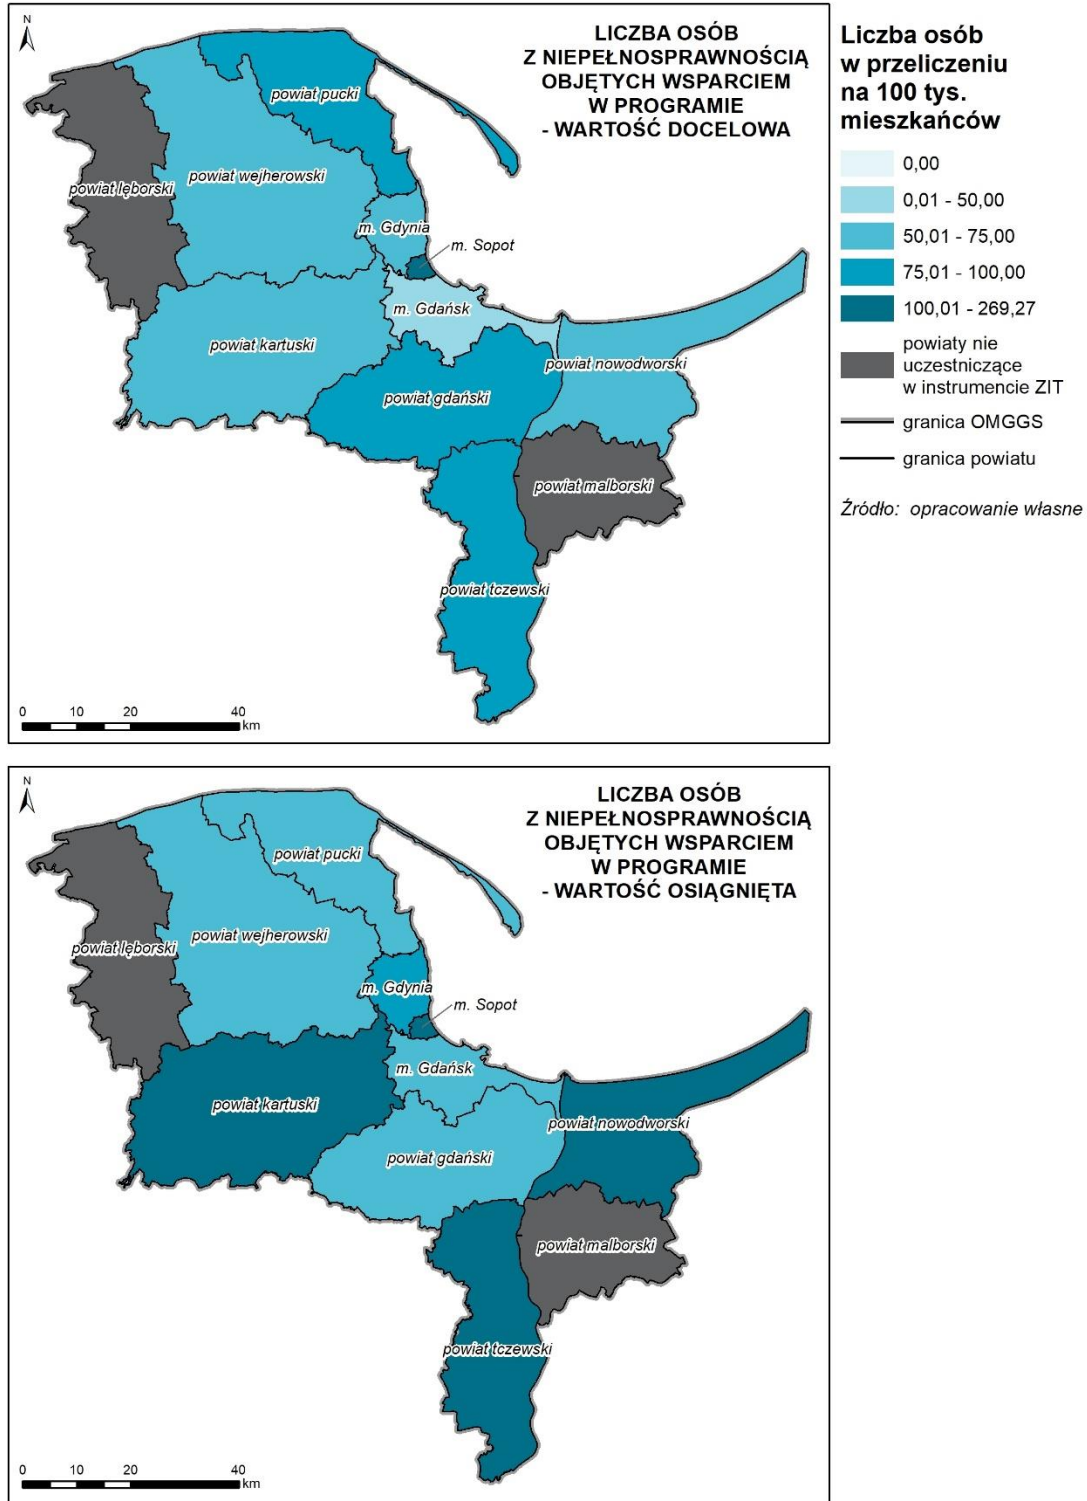 N
LICZBA OSÓB
Z NIEPEŁNOSPRAWNOŚCIĄ
OBJĘTYCH WSPARCIEM
W PROGRAMIE
- WARTOŚĆ DOCELOWA
powiat pucki
powiat lęborski
powiat wejherowski
m. Gdynia
m. Sopot
m. Gdańsk
powiat kartuski
powiat nowodworski
powiat gdański
powiat malborski
powiat tczewski
0 10 20 40
km
Liczba osób
w przeliczeniu
na 100 tys.
mieszkańców
0,00
0,01 - 50,00
50,01 - 75,00
75,01 - 100,00
100,01 - 269,27
powiaty nie
uczestniczące
w instrumencie ZIT
granica OMGGS
granica powiatu
Źródło: opracowanie własne
N
LICZBA OSÓB
Z NIEPEŁNOSPRAWNOŚCIĄ
OBJĘTYCH WSPARCIEM
W PROGRAMIE
- WARTOŚĆ OSIĄGNIĘTA
powiat pucki
powiat lęborski
powiat wejherowski
m. Gdynia
m. Sopot
m. Gdańsk
powiat kartuski
powiat nowodworski
powiat gdański
powiat malborski
powiat tczewski
0 10 20 40
km